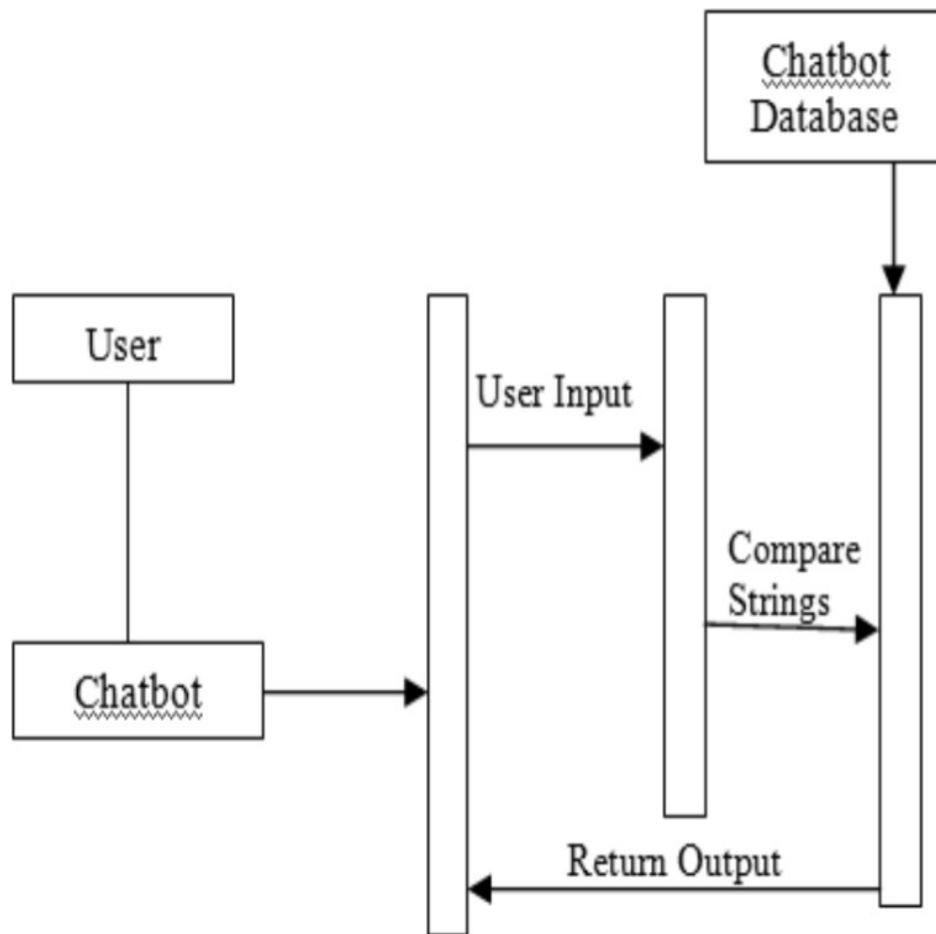 Chatbot
Database
User
User Input
Compare
Strings
Chatbot
Return Output